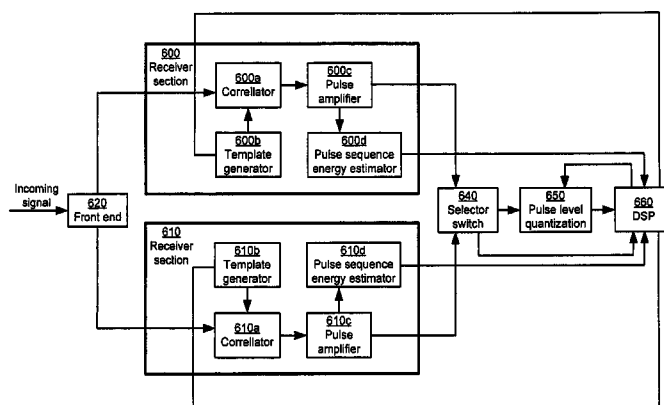 600
Receiver
section
600a
Correllator
600c
Pulse
amplifier
600b
Template
generator
600d
Pulse sequence
energy estimator
Incoming
signal
620
Front end
640
Selector
switch
650
Pulse level
quantization
660
DSP
610
Receiver
section
610b
Template
generator
610d
Pulse sequence
energy estimator
610a
Correllator
610c
Pulse
amplifier